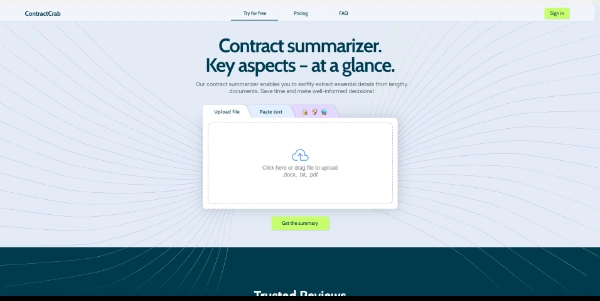 ContractCrab
Try for free
Pricing
FAQ
Sign in
Contract summarizer.
Key aspects – at a glance.
Our contract summarizer enables you to swiftly extract essential details from lengthy
documents. Save time and make well-informed decisions!
Upload file
Paste text
Click here or drag file to upload
.docx, .txt, .pdf
Get the summary
Trusted Reviews